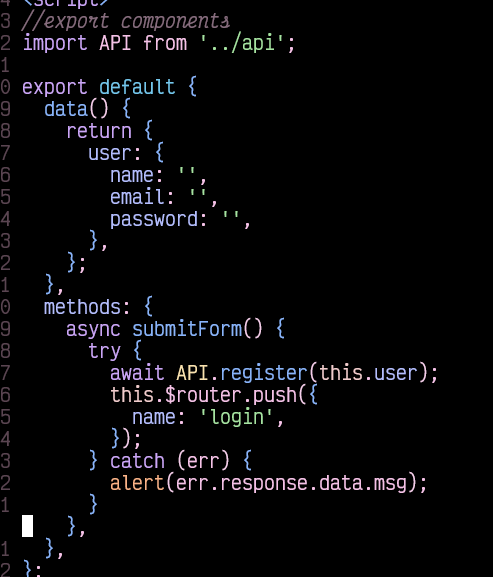 4 <script>
3 //export components
2 import API from '../api';
1
0 export default {
9   data() {
8     return {
7       user: {
6         name: '',
5         email: '',
4         password: '',
3       },
2     };
1   },
0   methods: {
9     async submitForm() {
8       try {
7         await API.register(this.user);
6         this.$router.push({
5           name: 'login',
4         });
3       } catch (err) {
2         alert(err.response.data.msg);
1       }
    },
1   },
2 };